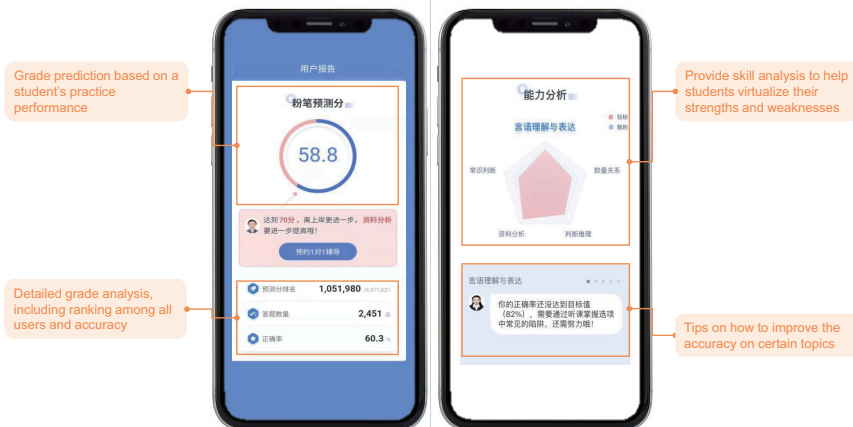 用户报告
Grade prediction based on a
student's practice
performance
粉笔预测分
58.8
达到70分，离上岸更进一步，资料分析
要进一步提高哦！
预约1对1辅导
Detailed grade analysis,
including ranking among all
users and accuracy
预测分排名 1,051,980 /6,571,021
答题数量 2,451 道
正确率 60.3 %
Provide skill analysis to help
students virtualize their
strengths and weaknesses
能力分析
目标
我的
言语理解与表达
常识判断
数量关系
资料分析
判断推理
言语理解与表达
你的正确率还没达到目标值
（82%），需要通过听课掌握选项
中常见的陷阱，还需努力哦！
Tips on how to improve the
accuracy on certain topics